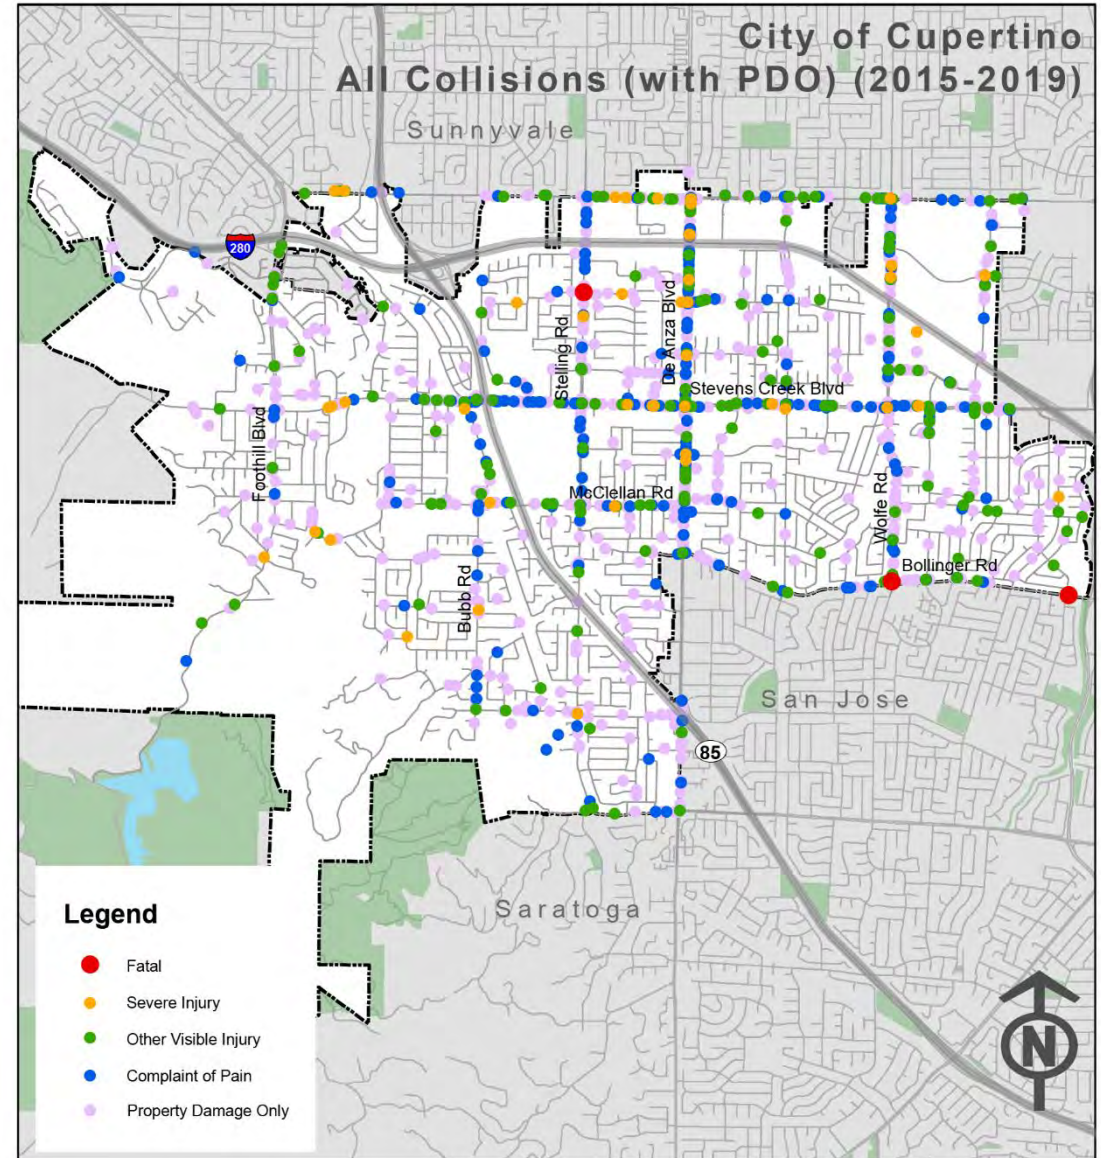 City of Cupertino
All Collisions (with PDO) (2015-2019)
Sunnyvale
280
Stelling Rd
De Anza Blvd
Stevens Creek Blvd
Foothill Blvd
McClellan Rd
Wolfe Rd
Bollinger Rd
Bubb Rd
San Jose
85
Saratoga
Legend
Fatal
Severe Injury
Other Visible Injury
Complaint of Pain
Property Damage Only
N